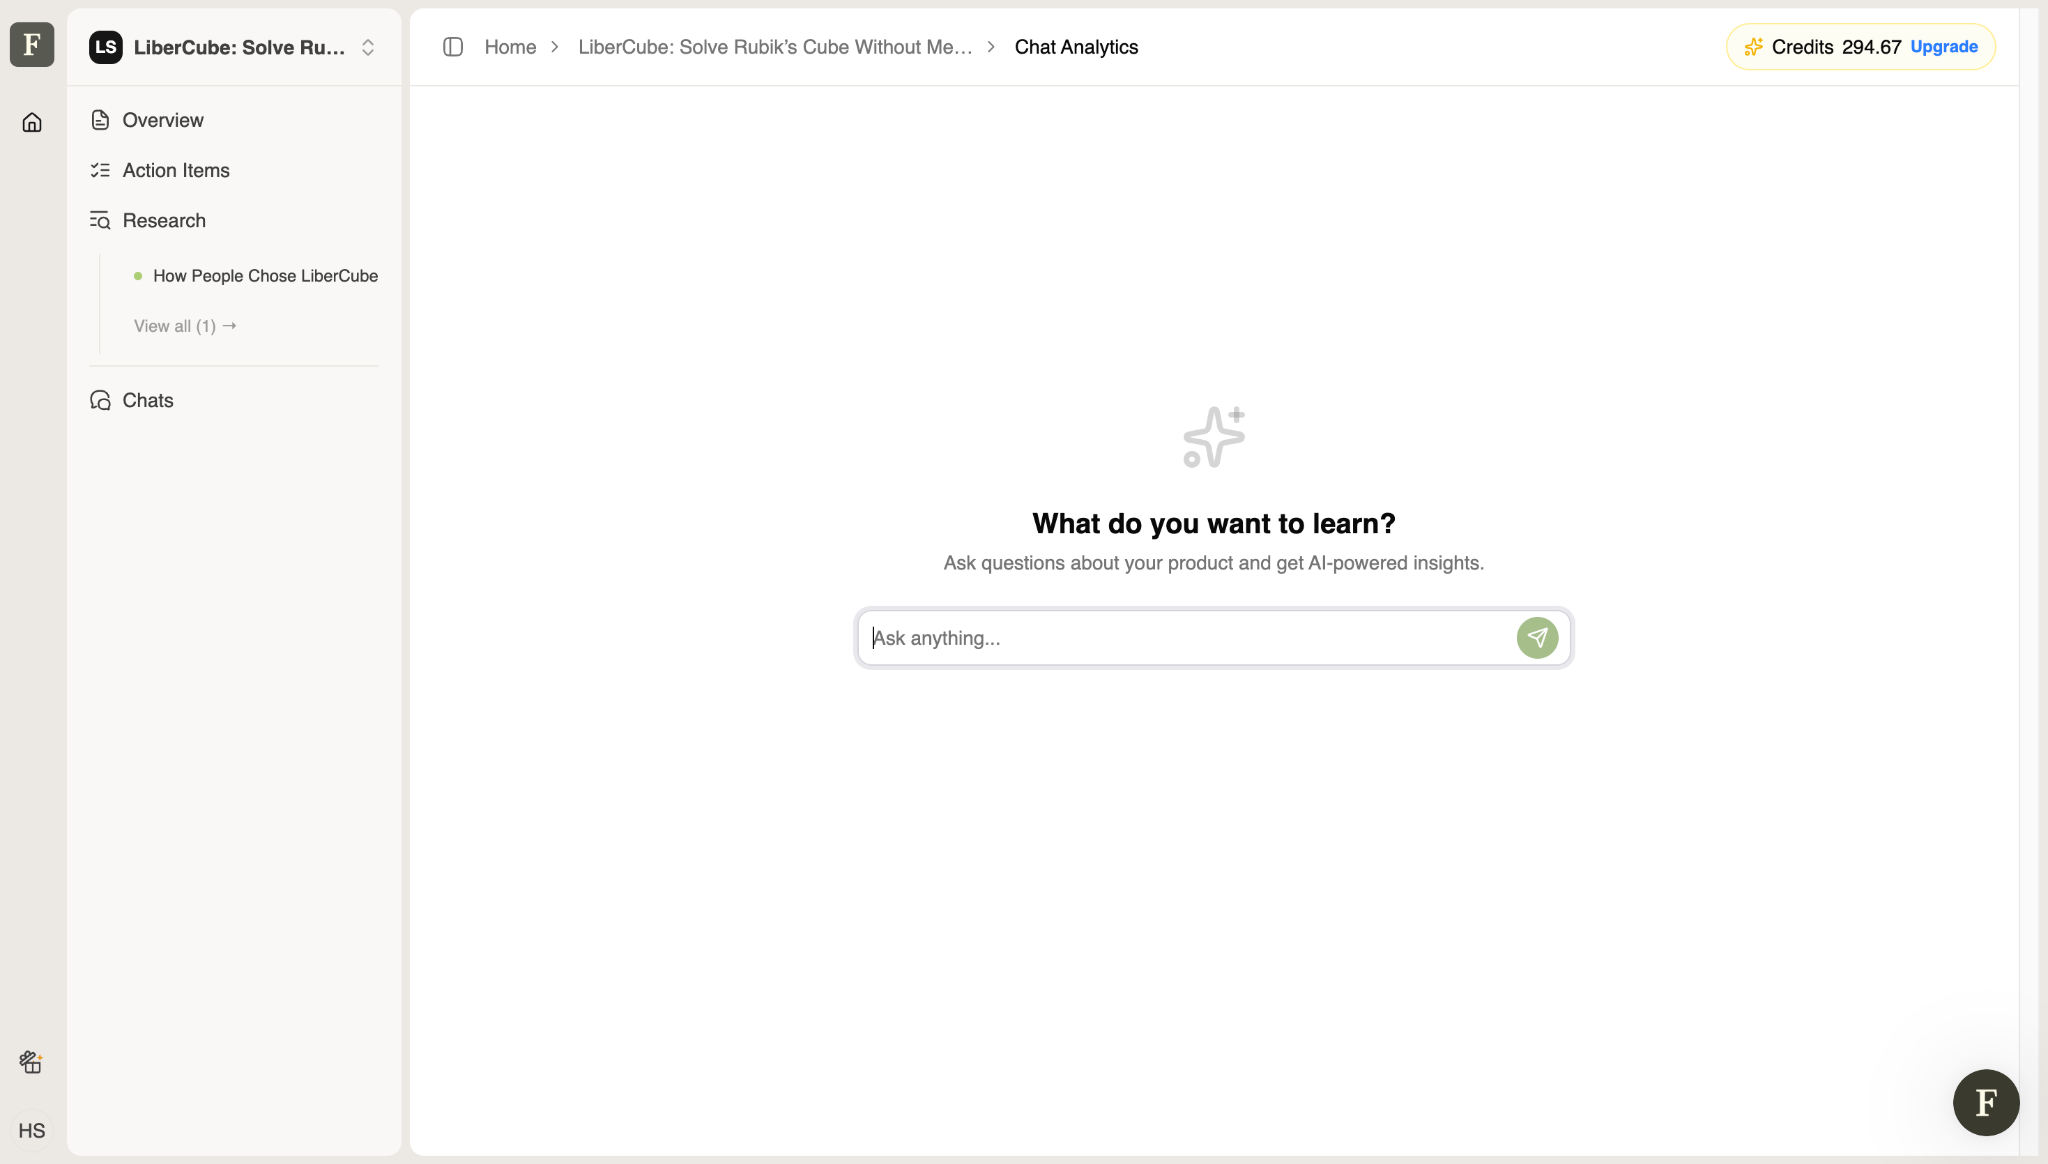 F
LS LiberCube: Solve Ru...
Home > LiberCube: Solve Rubik’s Cube Without Me... > Chat Analytics
Credits 294.67 Upgrade
Overview
Action Items
Research
How People Chose LiberCube
View all (1) →
Chats
What do you want to learn?
Ask questions about your product and get AI-powered insights.
Ask anything...
HS
F